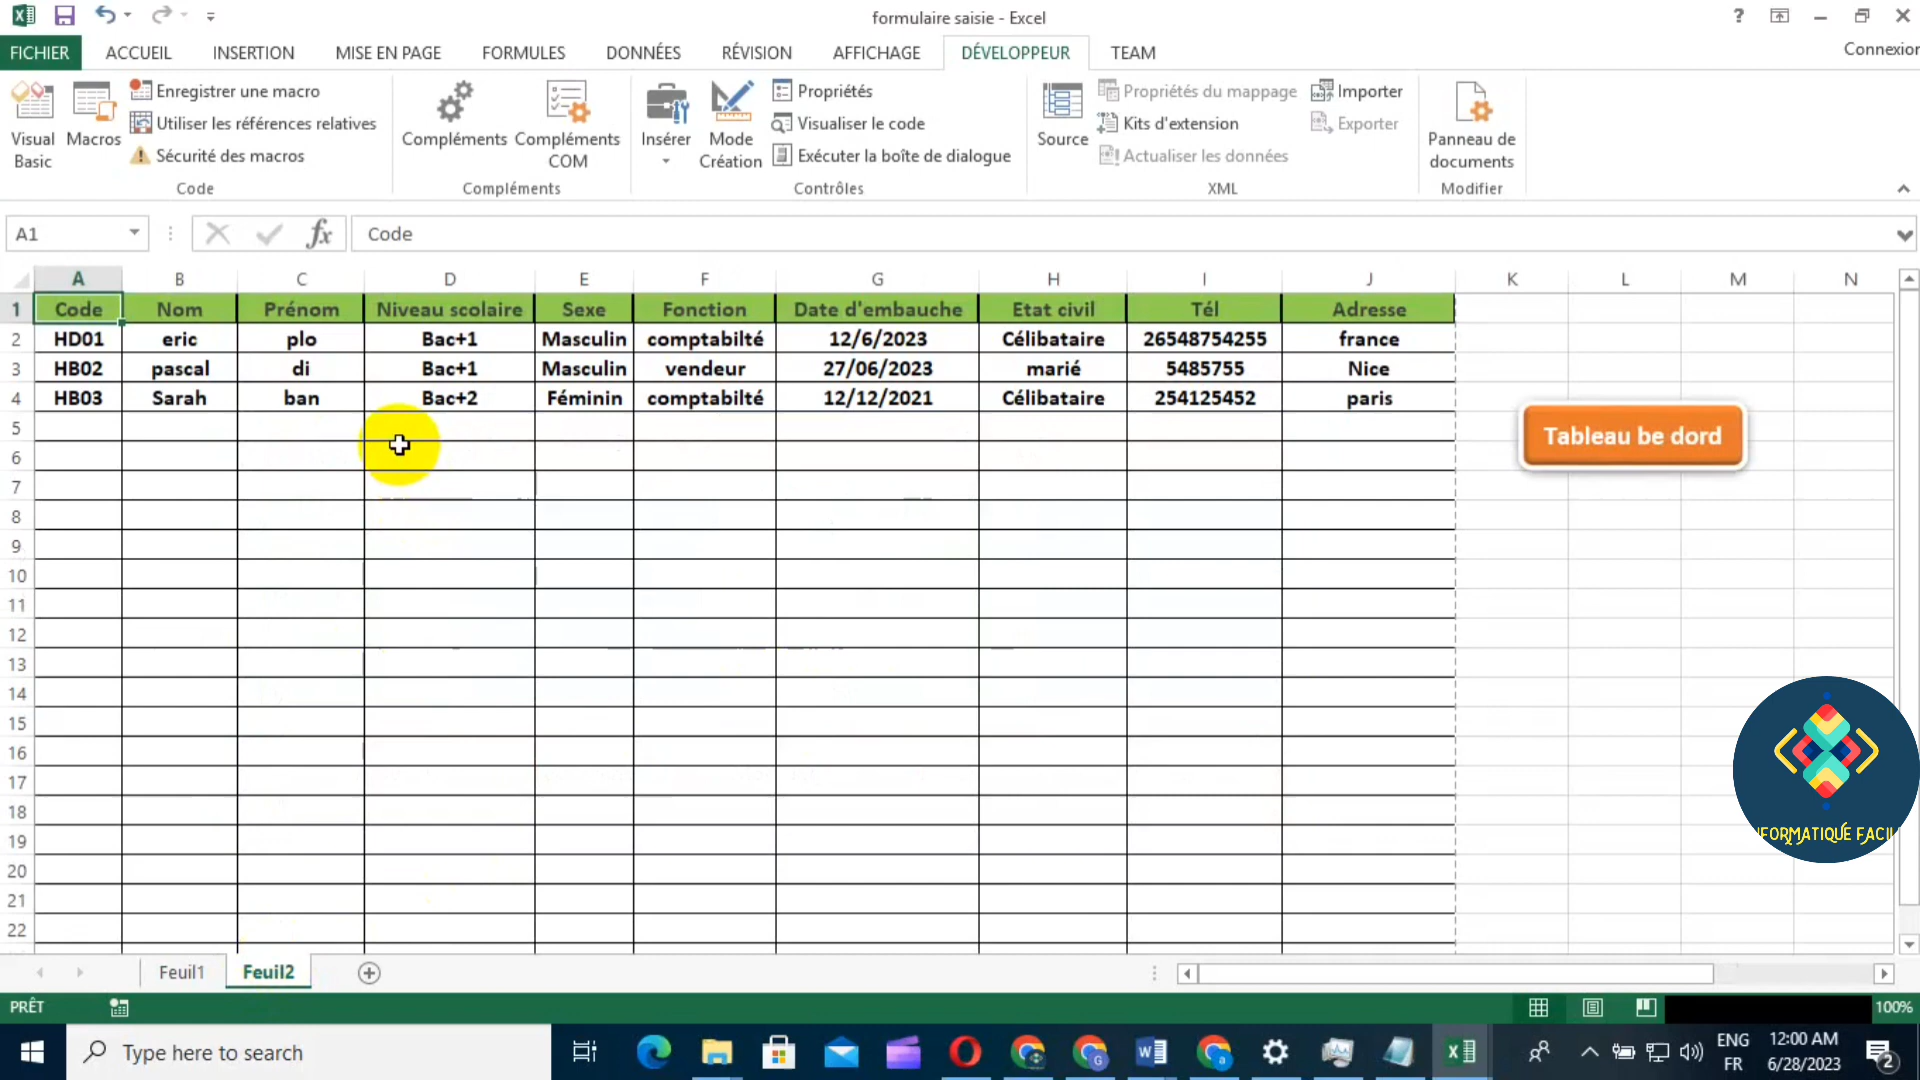 formulaire saisie - Excel
?
FICHIER ACCUEIL INSERTION MISE EN PAGE FORMULES DONNÉES RÉVISION AFFICHAGE DÉVELOPPEUR TEAM Connexior
Visual Basic
Macros
Enregistrer une macro
Utiliser les références relatives
Sécurité des macros
Code
Compléments
Compléments COM
Compléments
Insérer
Mode Création
Propriétés
Visualiser le code
Exécuter la boîte de dialogue
Contrôles
Source
Propriétés du mappage
Kits d'extension
Actualiser les données
Importer
Exporter
XML
Panneau de documents
Modifier
A1 fx Code
A B C D E F G H I J K L M N
1 Code Nom Prénom Niveau scolaire Sexe Fonction Date d'embauche Etat civil Tél Adresse
2 HD01 eric plo Bac+1 Masculin comptabilté 12/6/2023 Célibataire 26548754255 france
3 HB02 pascal di Bac+1 Masculin vendeur 27/06/2023 marié 5485755 Nice
4 HB03 Sarah ban Bac+2 Féminin comptabilté 12/12/2021 Célibataire 254125452 paris
Tableau be dord
5
6
7
8
9
10
11
12
13
14
15
16
17
18
19
20
21
22
NFORMATIQUE FACIL
Feuil1 Feuil2
PRÊT 100%
Type here to search
ENG
FR
12:00 AM
6/28/2023
2